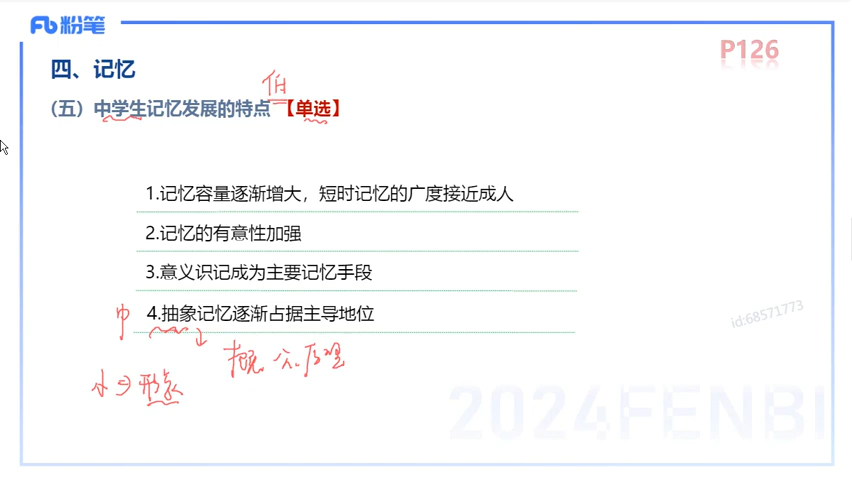 粉笔
P126
四、记忆
(五）中学生记忆发展的特点【单选】
1.记忆容量逐渐增大，短时记忆的广度接近成人
2.记忆的有意性加强
3.意义识记成为主要记忆手段
4.抽象记忆逐渐占据主导地位
中
概 公 原理
小 形象
id:68571773
2024FENBI